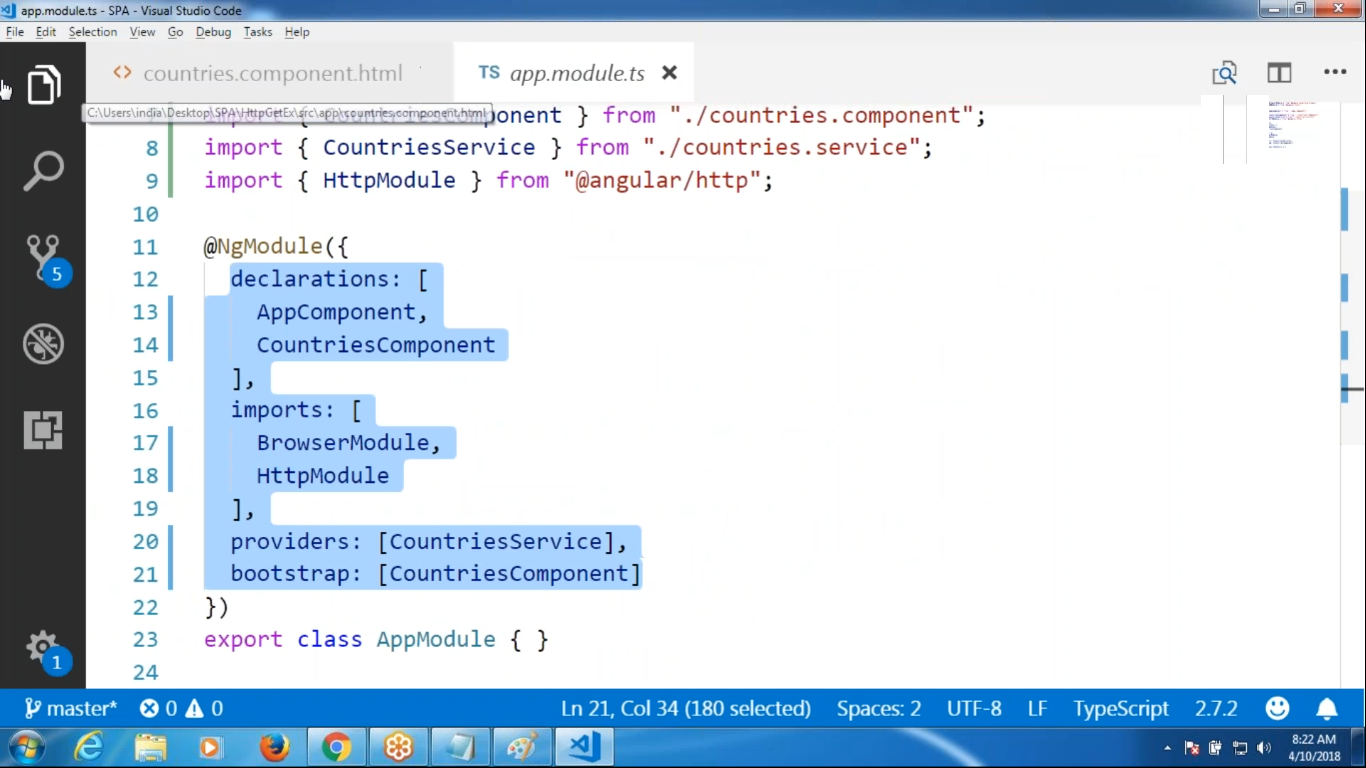 app.module.ts - SPA - Visual Studio Code
File Edit Selection View Go Debug Tasks Help
countries.component.html TS app.module.ts
C:\Users\india\Desktop\SPA\HttpGetEx\src\app\countries.component.html
} from "./countries.component";
8 import { CountriesService } from "./countries.service";
9 import { HttpModule } from "@angular/http";
10
11 @NgModule({
12 declarations: [
13 AppComponent,
14 CountriesComponent
15 ],
16 imports: [
17 BrowserModule,
18 HttpModule
19 ],
20 providers: [CountriesService],
21 bootstrap: [CountriesComponent]
22 })
23 export class AppModule { }
24
5
1
master* 0 0 Ln 21, Col 34 (180 selected) Spaces: 2 UTF-8 LF TypeScript 2.7.2
8:22 AM
4/10/2018